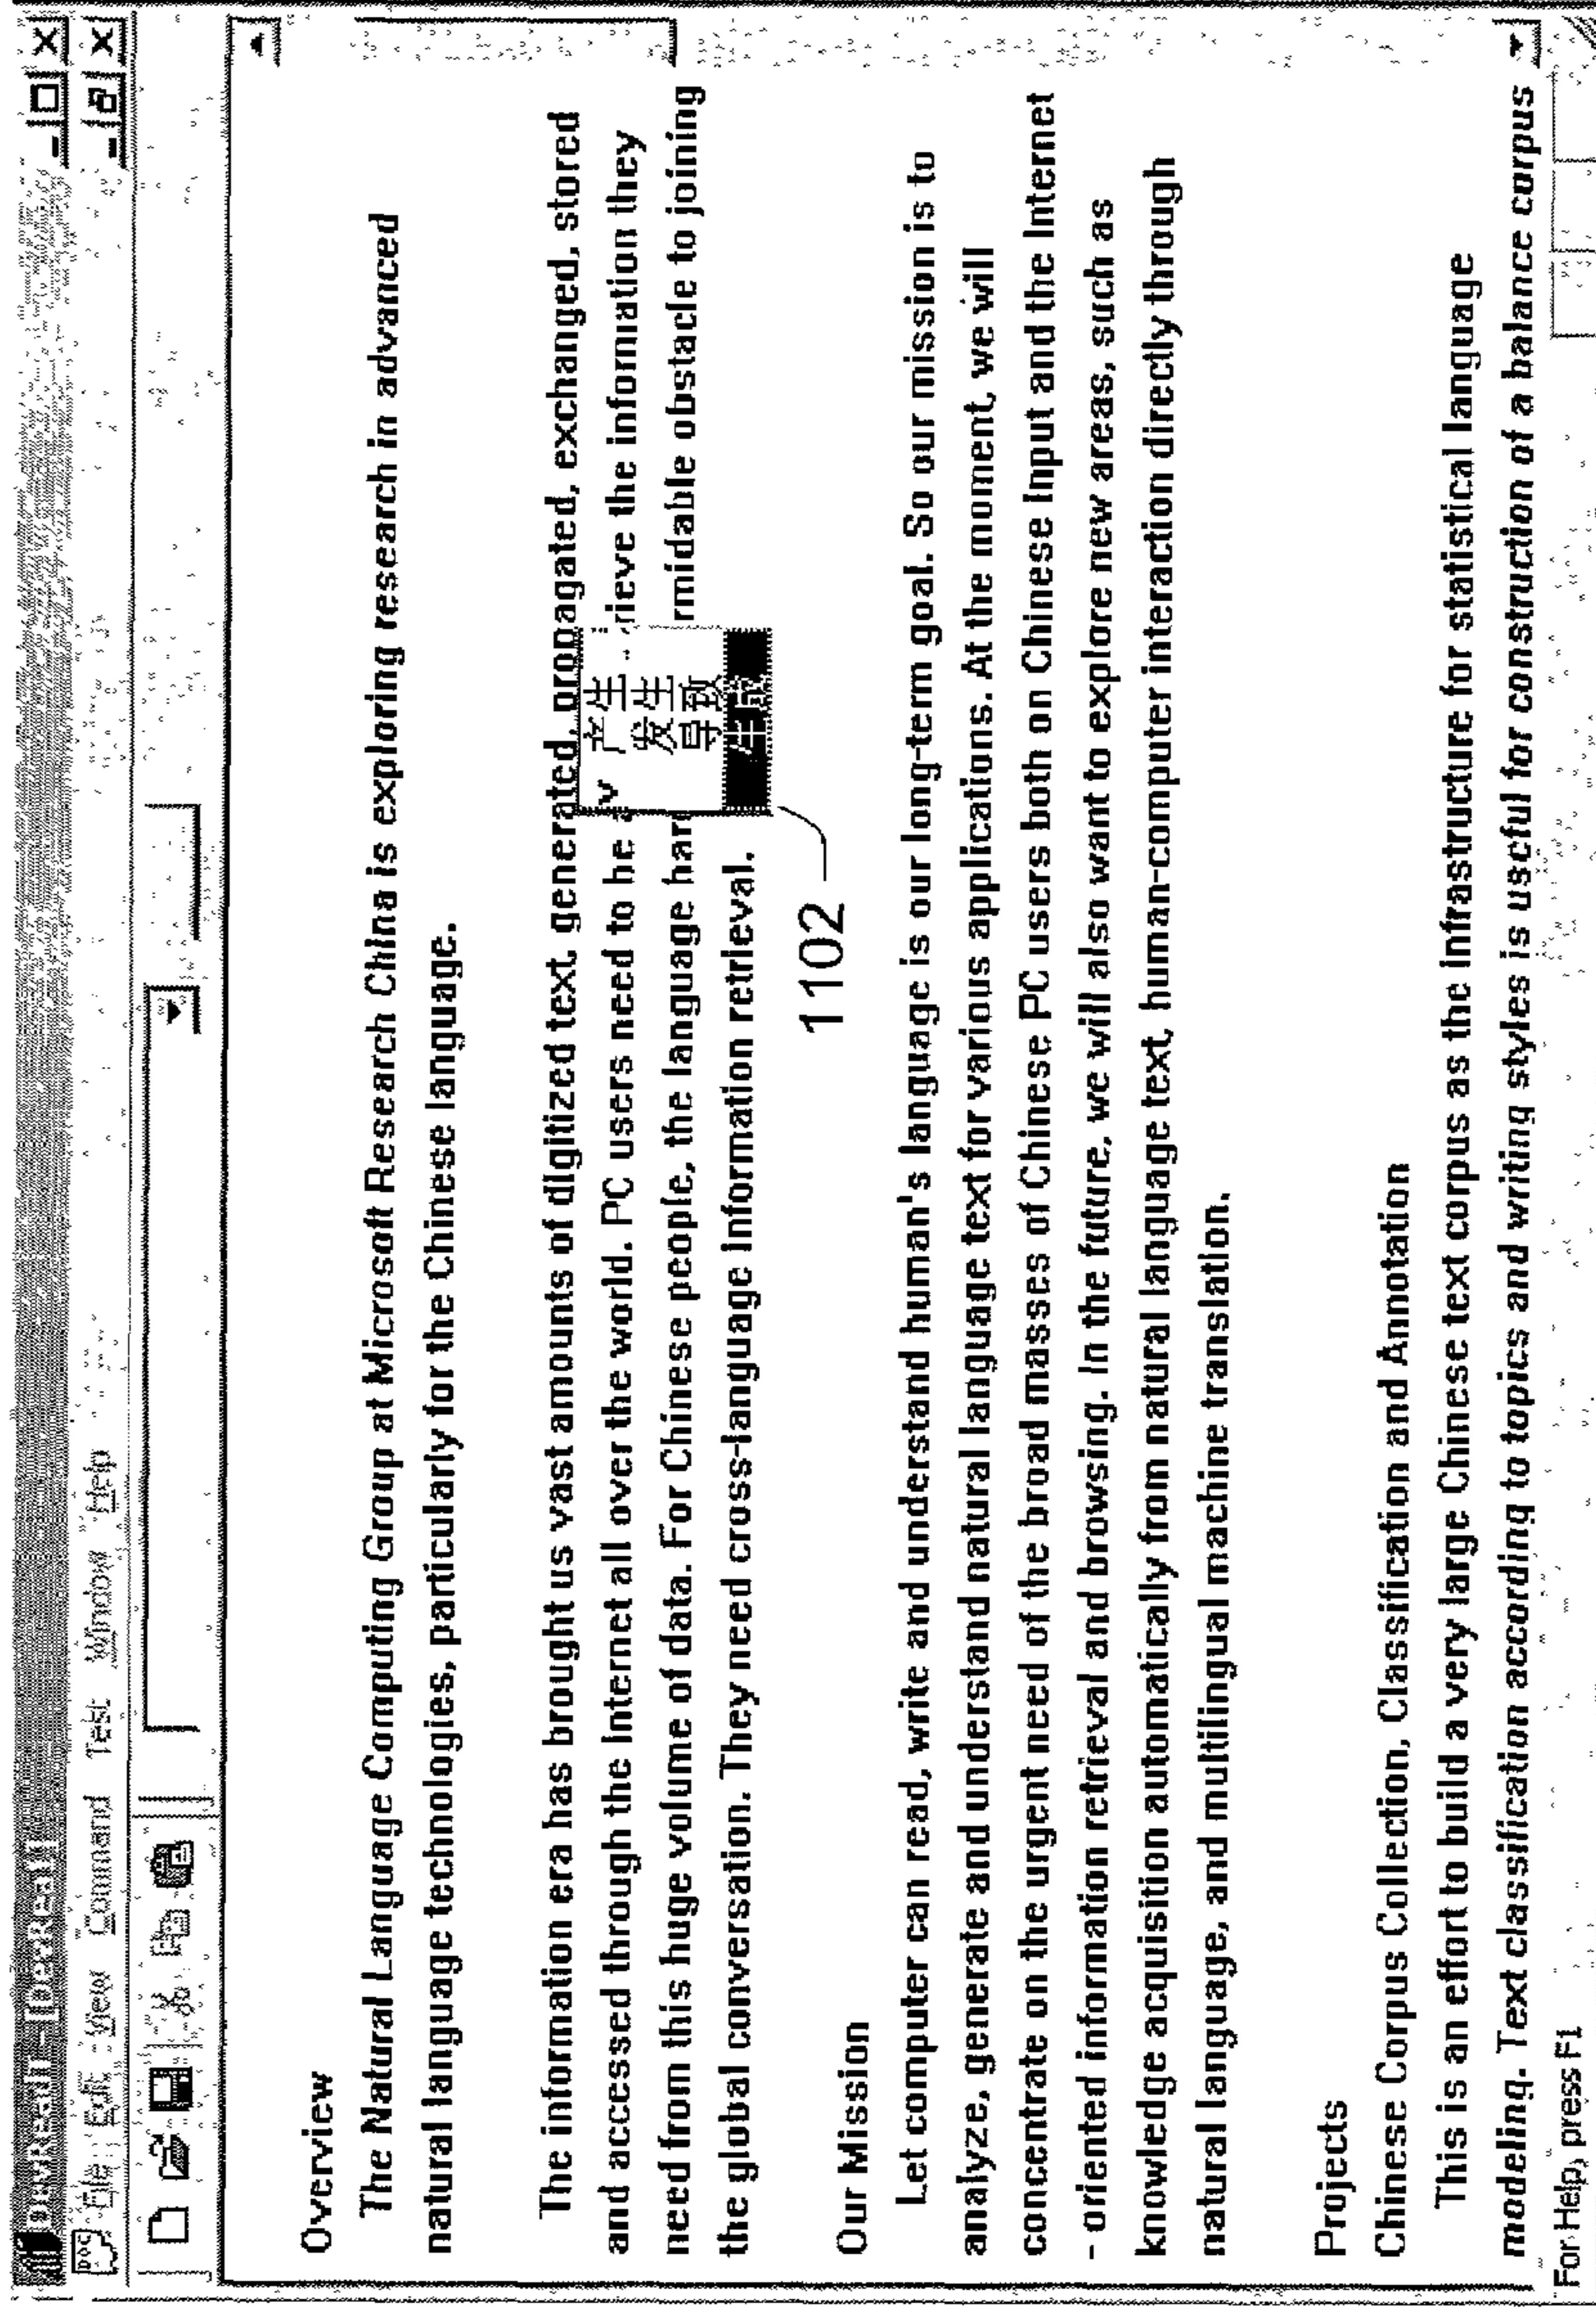 File Edit View Command Test Window Help
Overview
The Natural Language Computing Group at Microsoft Research China is exploring research in advanced
natural language technologies, particularly for the Chinese language.
The information era has brought us vast amounts of digitized text generated, propagated, exchanged, stored
and accessed through the Internet all over the world. PC users need to be rieve the information they
need from this huge volume of data. For Chinese people, the language har rmidable obstacle to joining
the global conversation. They need cross-language information retrieval.
v 产生
发生
导致
生成
1102
Our Mission
Let computer can read, write and understand human's language is our long-term goal. So our mission is to
analyze, generate and understand natural language text for various applications. At the moment, we will
concentrate on the urgent need of the broad masses of Chinese PC users both on Chinese Input and the Internet
- oriented information retrieval and browsing. In the future, we will also want to explore new areas, such as
knowledge acquisition automatically from natural language text, human-computer interaction directly through
natural language, and multilingual machine translation.
Projects
Chinese Corpus Collection, Classification and Annotation
This is an effort to build a very large Chinese text corpus as the infrastructure for statistical language
modeling. Text classification according to topics and writing styles is useful for construction of a balance corpus
For Help, press F1